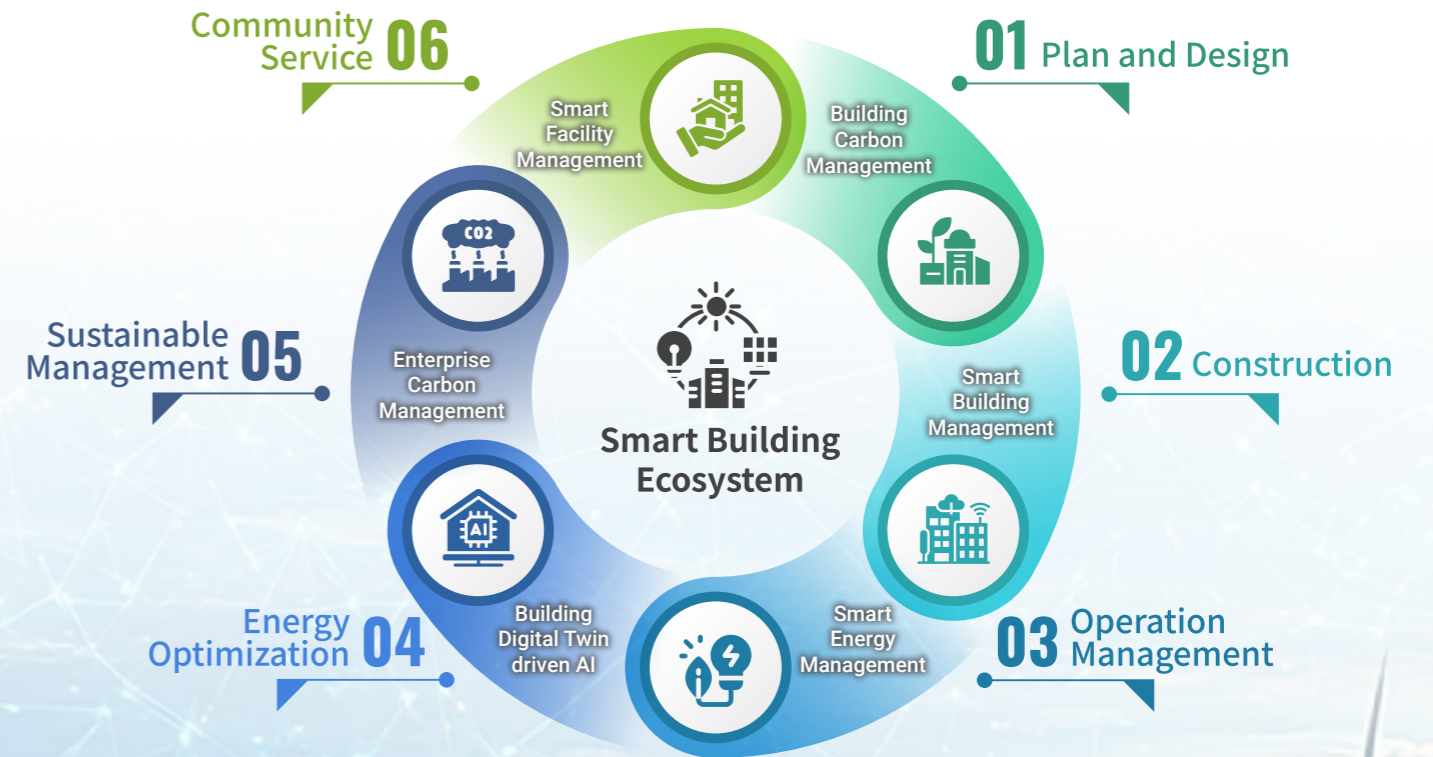 Community
Service
06
01
Plan and Design
Smart
Facility
Management
Building
Carbon
Management
CO2
Sustainable
Management
05
Enterprise
Carbon
Management
Smart Building
Ecosystem
02
Construction
Smart
Building
Management
AI
Energy
Optimization
04
Building
Digital Twin
driven AI
Smart
Energy
Management
03
Operation
Management